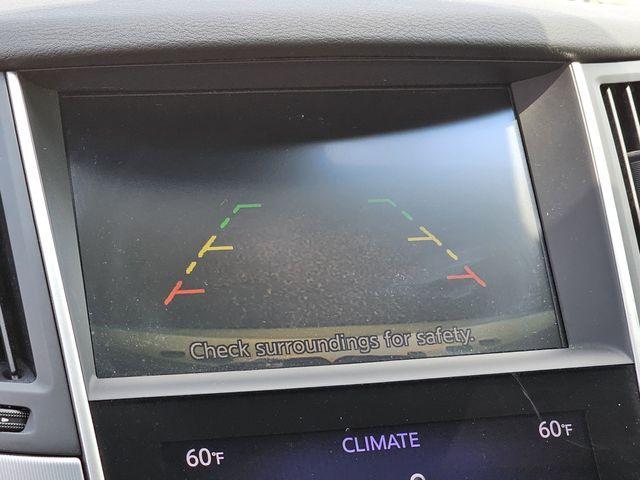 Check surroundings for safety.
60°F CLIMATE 60°F